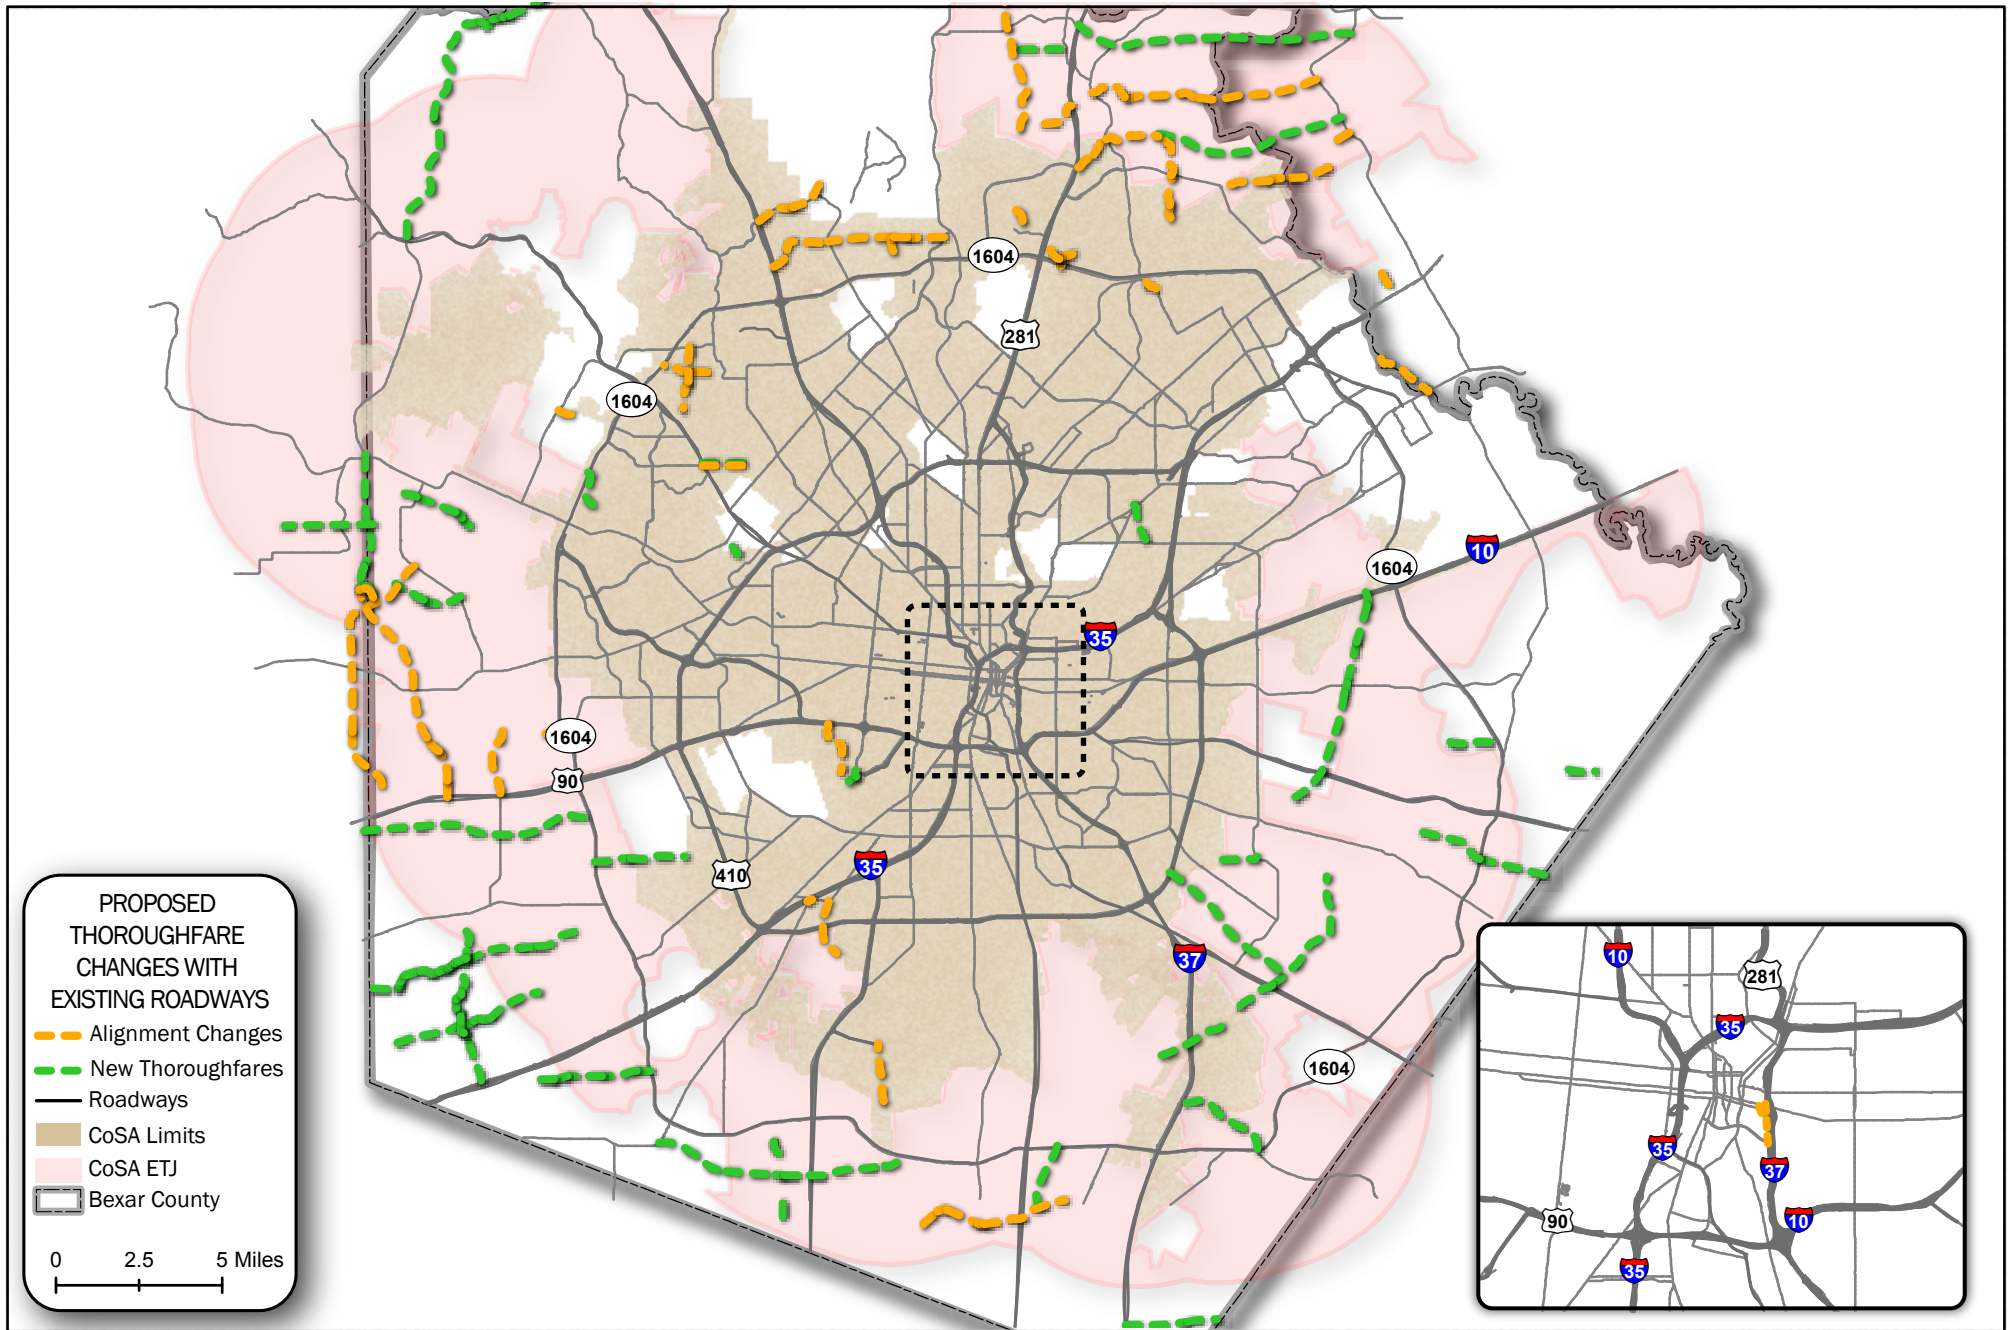 1604
281
1604
10
1604
35
1604
90
35
410
37
1604
PROPOSED
THOROUGHFARE
CHANGES WITH
EXISTING ROADWAYS
Alignment Changes
New Thoroughfares
Roadways
CoSA Limits
CoSA ETJ
Bexar County
0 2.5 5 Miles
10
281
35
35
37
90
10
35